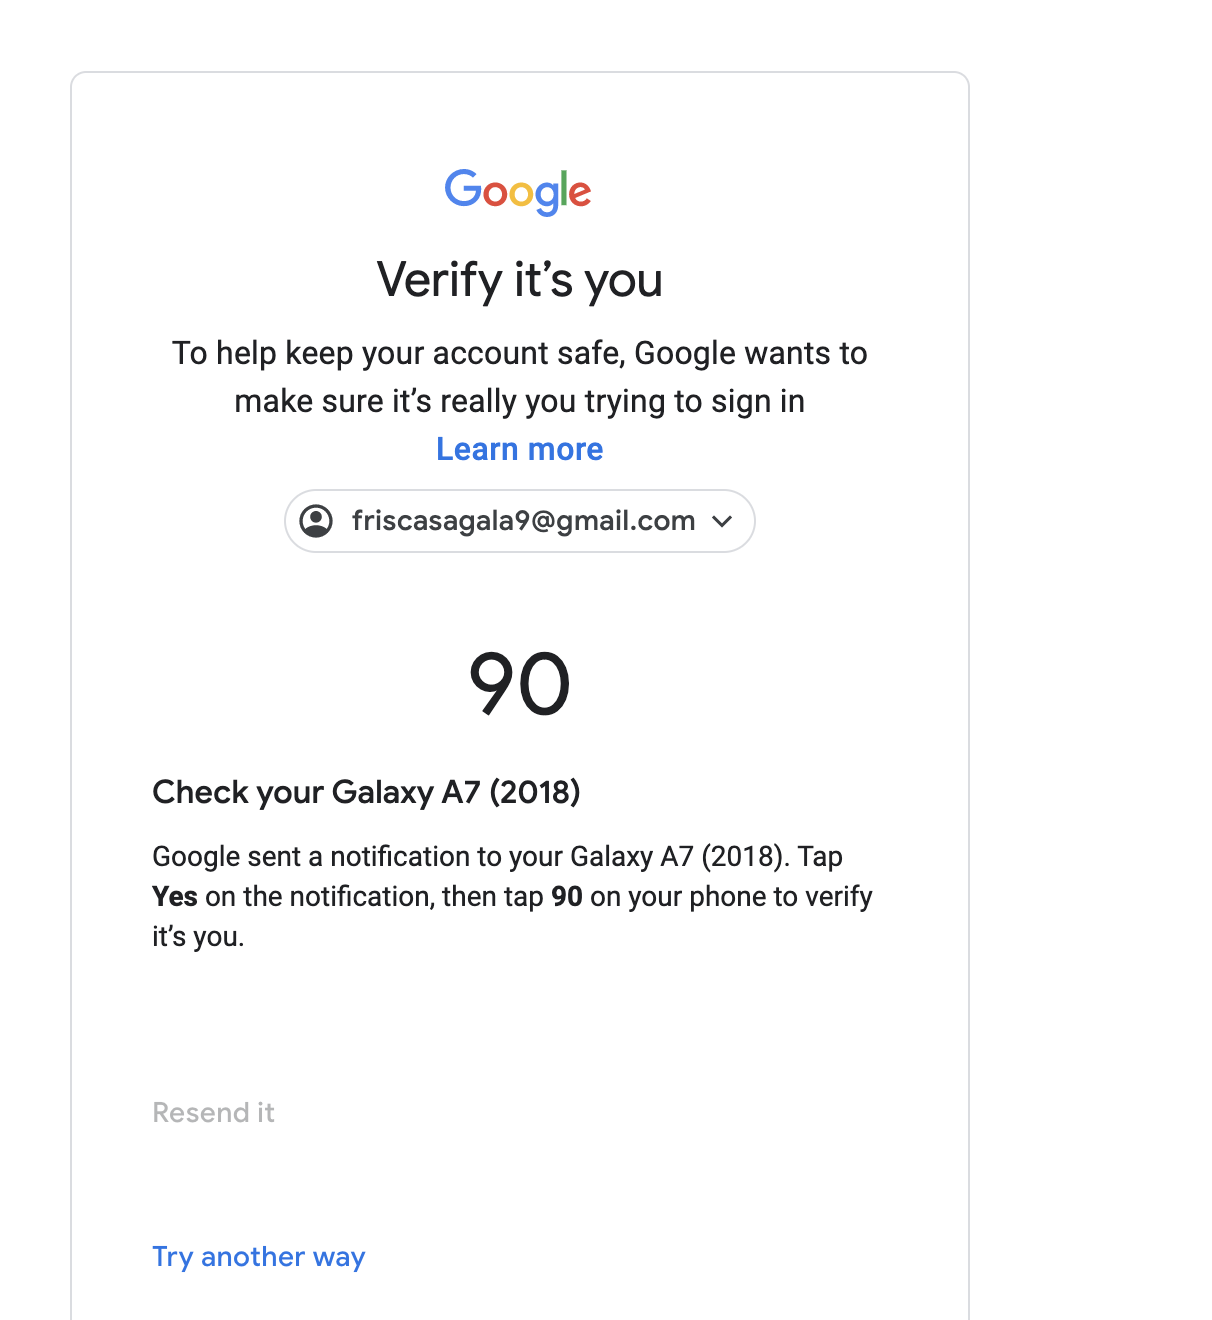 Google
Verify it’s you
To help keep your account safe, Google wants to
make sure it’s really you trying to sign in
Learn more
friscasagala9@gmail.com
90
Check your Galaxy A7 (2018)
Google sent a notification to your Galaxy A7 (2018). Tap
Yes on the notification, then tap 90 on your phone to verify
it’s you.
Resend it
Try another way